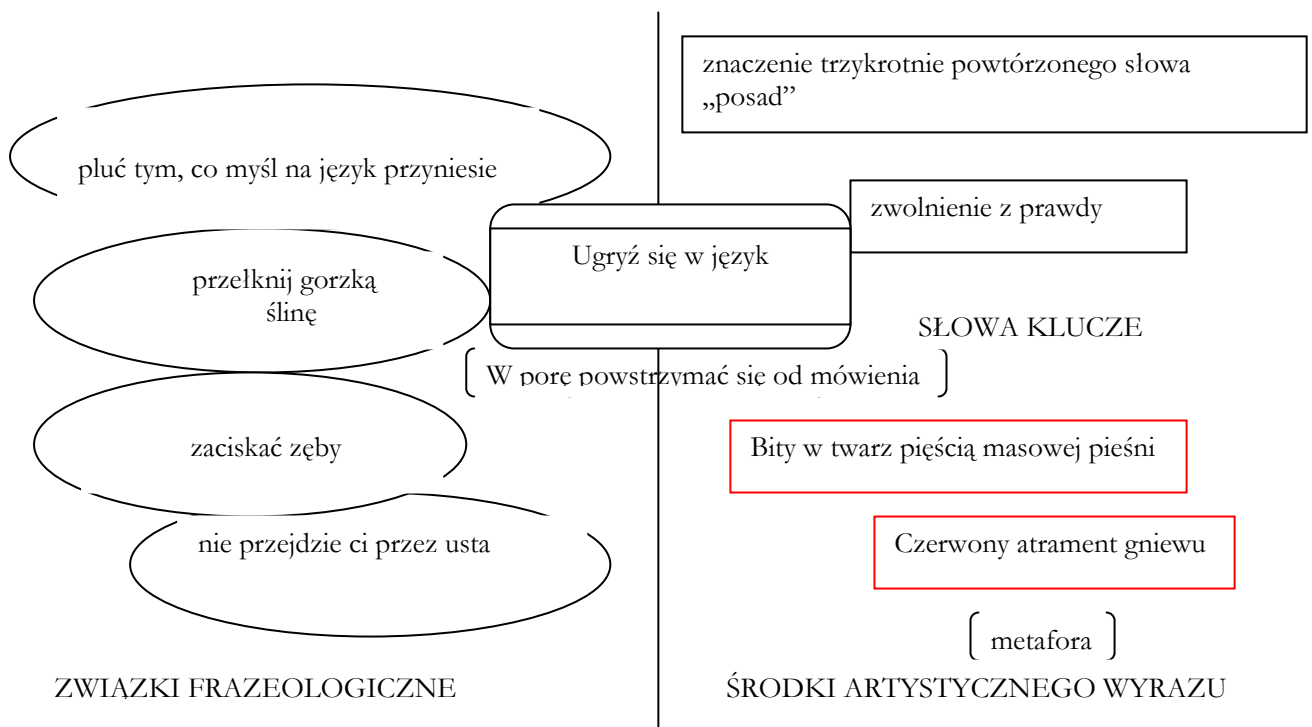 znaczenie trzykrotnie powtórzonego słowa
„posad”
pluć tym, co myśl na język przyniesie
zwolnienie z prawdy
Ugryź się w język
przełknij gorzką
ślinę
SŁOWA KLUCZE
W porę powstrzymać się od mówienia
zaciskać zęby
Bity w twarz pięścią masowej pieśni
nie przejdzie ci przez usta
Czerwony atrament gniewu
metafora
ZWIĄZKI FRAZEOLOGICZNE
ŚRODKI ARTYSTYCZNEGO WYRAZU